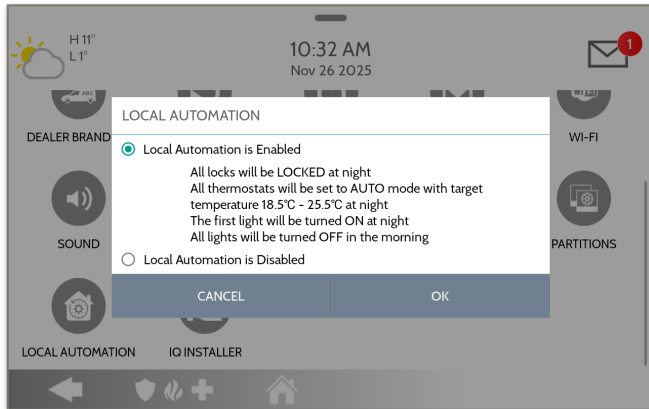 H 11°
L 1°
10:32 AM
Nov 26 2025
1
ABC
WI-FI
DEALER BRAND
WI-FI
LOCAL AUTOMATION
Local Automation is Enabled
All locks will be LOCKED at night
All thermostats will be set to AUTO mode with target
temperature 18.5°C - 25.5°C at night
The first light will be turned ON at night
All lights will be turned OFF in the morning
Local Automation is Disabled
CANCEL
OK
SOUND
PARTITIONS
LOCAL AUTOMATION
IQ INSTALLER